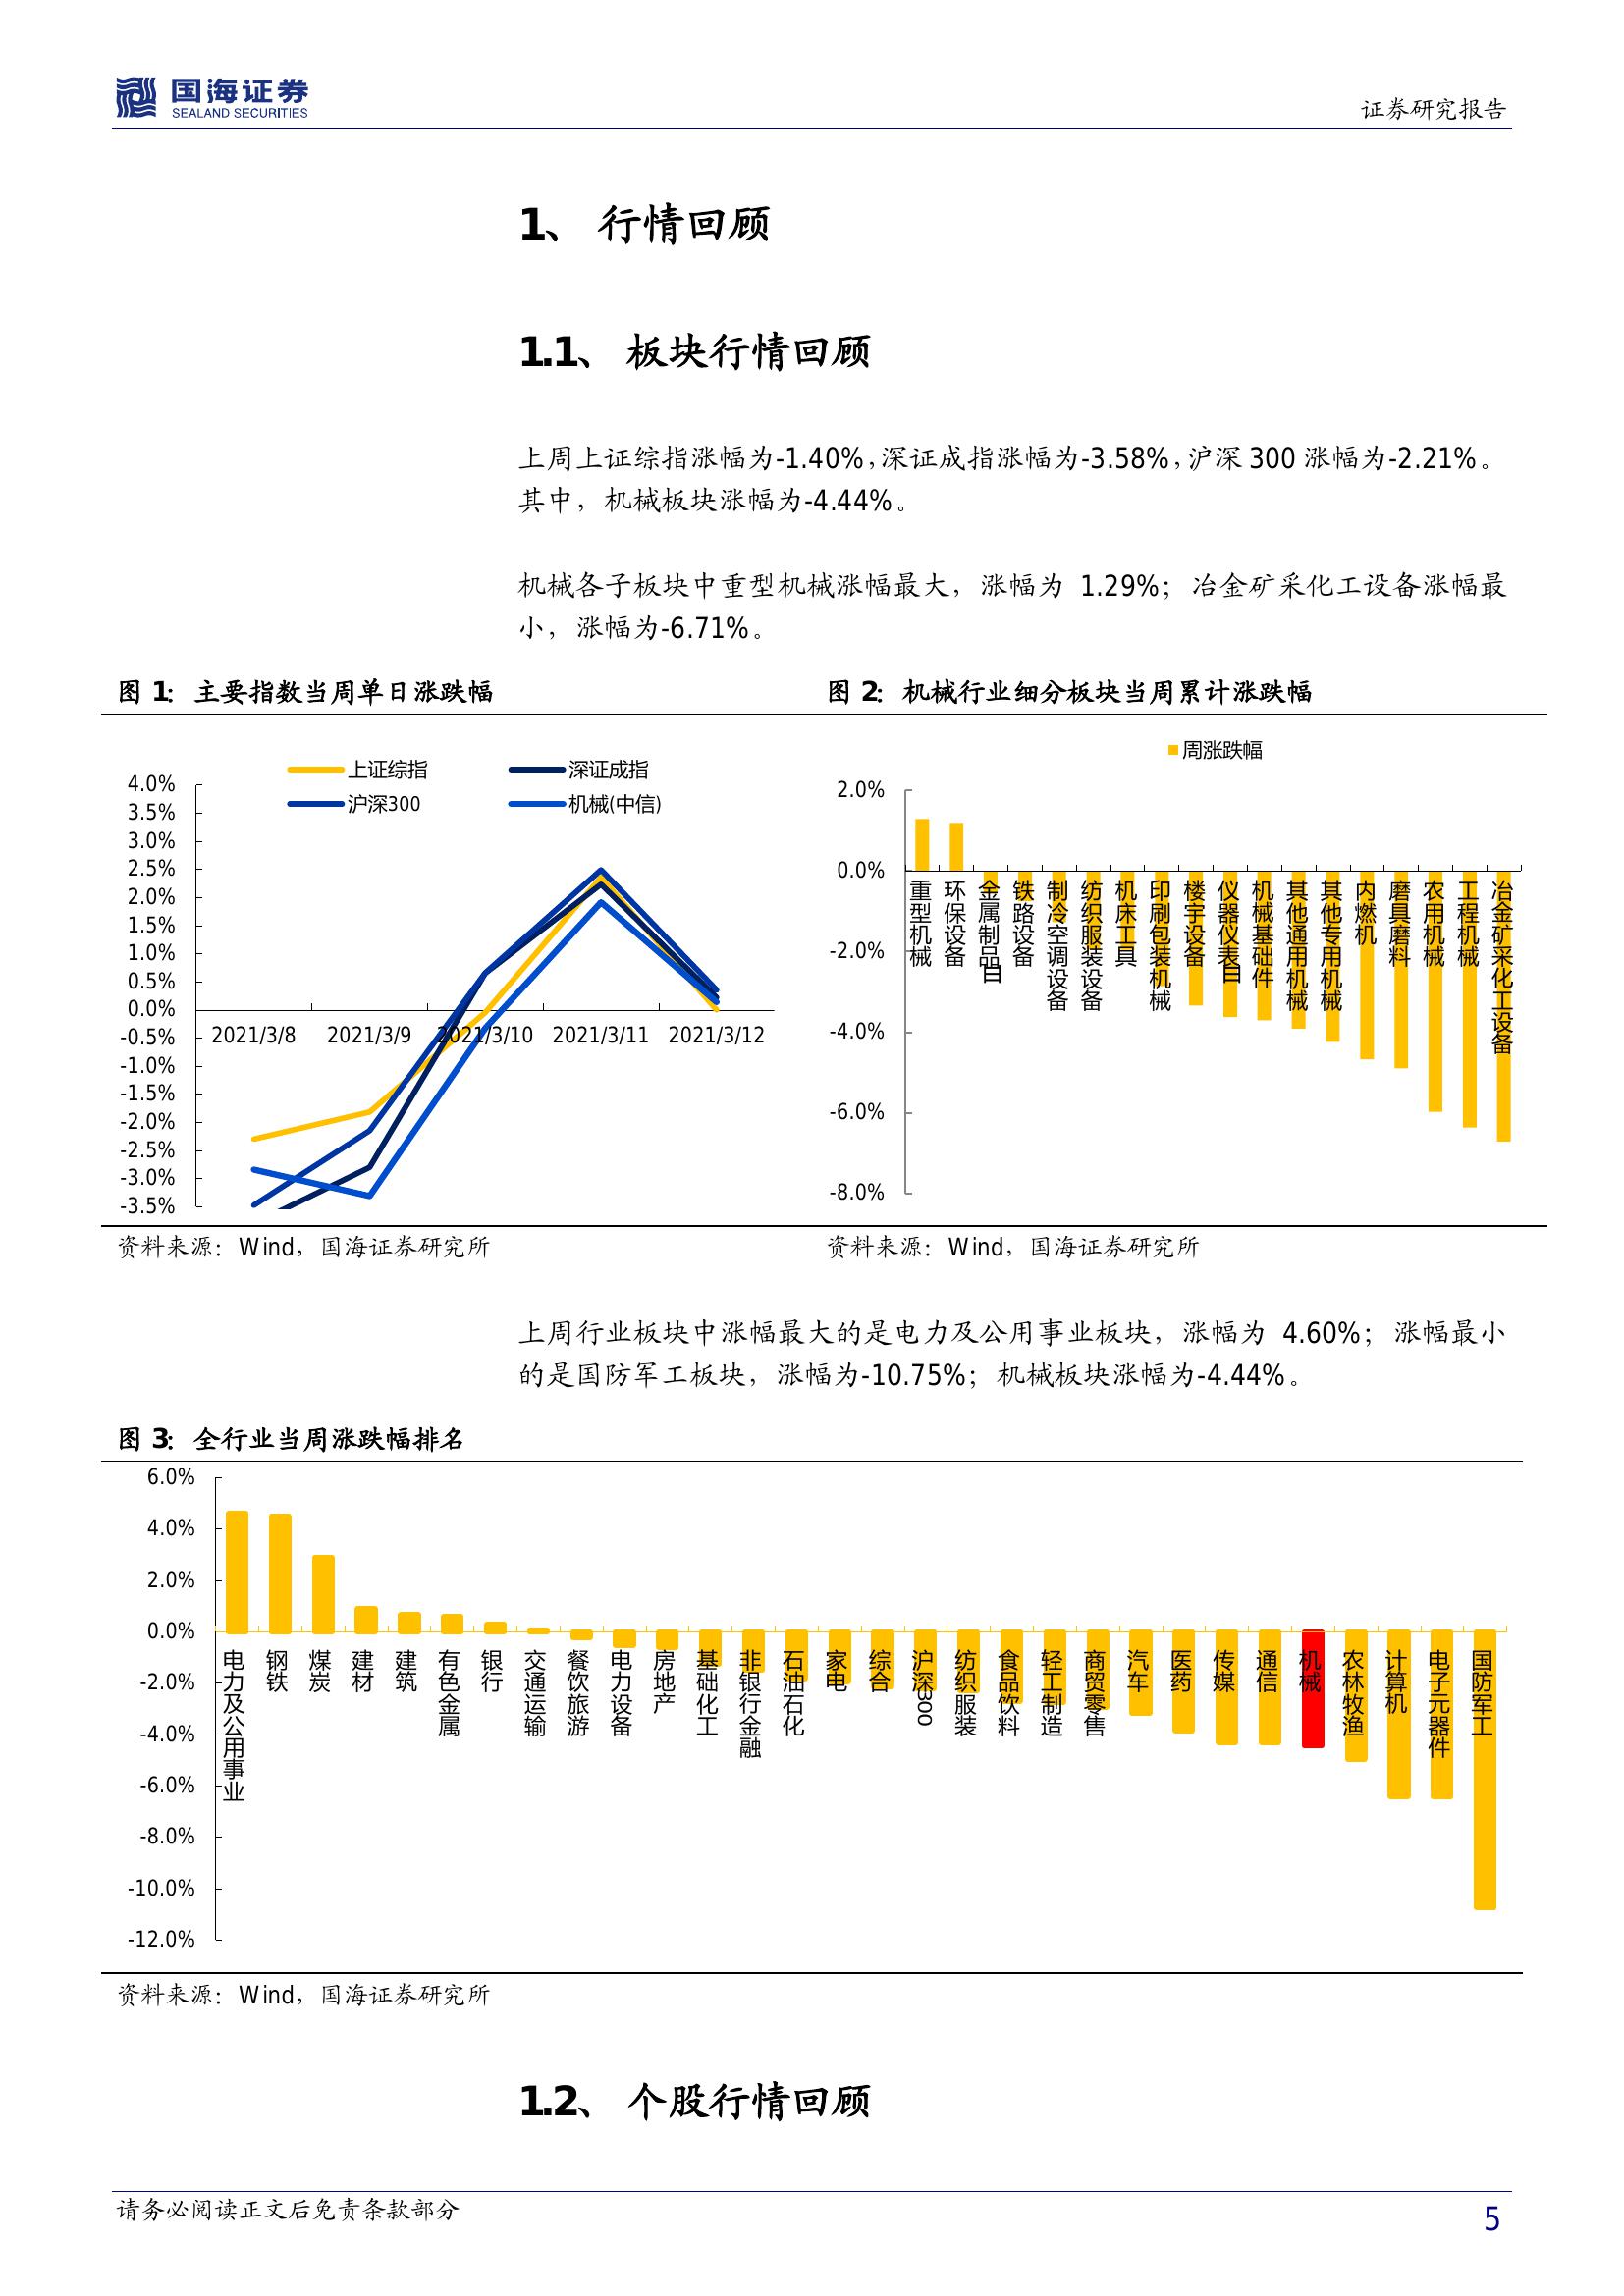 国海证券
SEALAND SECURITIES
证券研究报告
1、 行情回顾
1.1、 板块行情回顾
上周上证综指涨幅为-1.40%，深证成指涨幅为-3.58%，沪深 300 涨幅为-2.21%。
其中，机械板块涨幅为-4.44%。
机械各子板块中重型机械涨幅最大，涨幅为 1.29%；冶金矿采化工设备涨幅最
小，涨幅为-6.71%。
图 1：主要指数当周单日涨跌幅
上证综指
深证成指
沪深300
机械(中信)
4.0%
3.5%
3.0%
2.5%
2.0%
1.5%
1.0%
0.5%
0.0%
-0.5%
-1.0%
-1.5%
-2.0%
-2.5%
-3.0%
-3.5%
2021/3/8
2021/3/9
2021/3/10
2021/3/11
2021/3/12
资料来源：Wind，国海证券研究所
图 2：机械行业细分板块当周累计涨跌幅
周涨跌幅
2.0%
0.0%
-2.0%
-4.0%
-6.0%
-8.0%
重型机械
环保设备
金属制品
铁路设备
制冷空调设备
纺织服装设备
机床工具
印刷包装机械
楼宇设备
仪器仪表
机械基础件
其他通用机械
其他专用机械
内燃机
磨具磨料
农用机械
工程机械
冶金矿采化工设备
资料来源：Wind，国海证券研究所
上周行业板块中涨幅最大的是电力及公用事业板块，涨幅为 4.60%；涨幅最小
的是国防军工板块，涨幅为-10.75%；机械板块涨幅为-4.44%。
图 3：全行业当周涨跌幅排名
6.0%
4.0%
2.0%
0.0%
-2.0%
-4.0%
-6.0%
-8.0%
-10.0%
-12.0%
电力及公用事业
钢铁
煤炭
建材
建筑
有色金属
银行
交通运输
餐饮旅游
电力设备
房地产
基础化工
非银行金融
石油石化
家电
综合
沪深300
纺织服装
食品饮料
轻工制造
商贸零售
汽车
医药
传媒
通信
机械
农林牧渔
计算机
电子元器件
国防军工
资料来源：Wind，国海证券研究所
1.2、 个股行情回顾
请务必阅读正文后免责条款部分
5